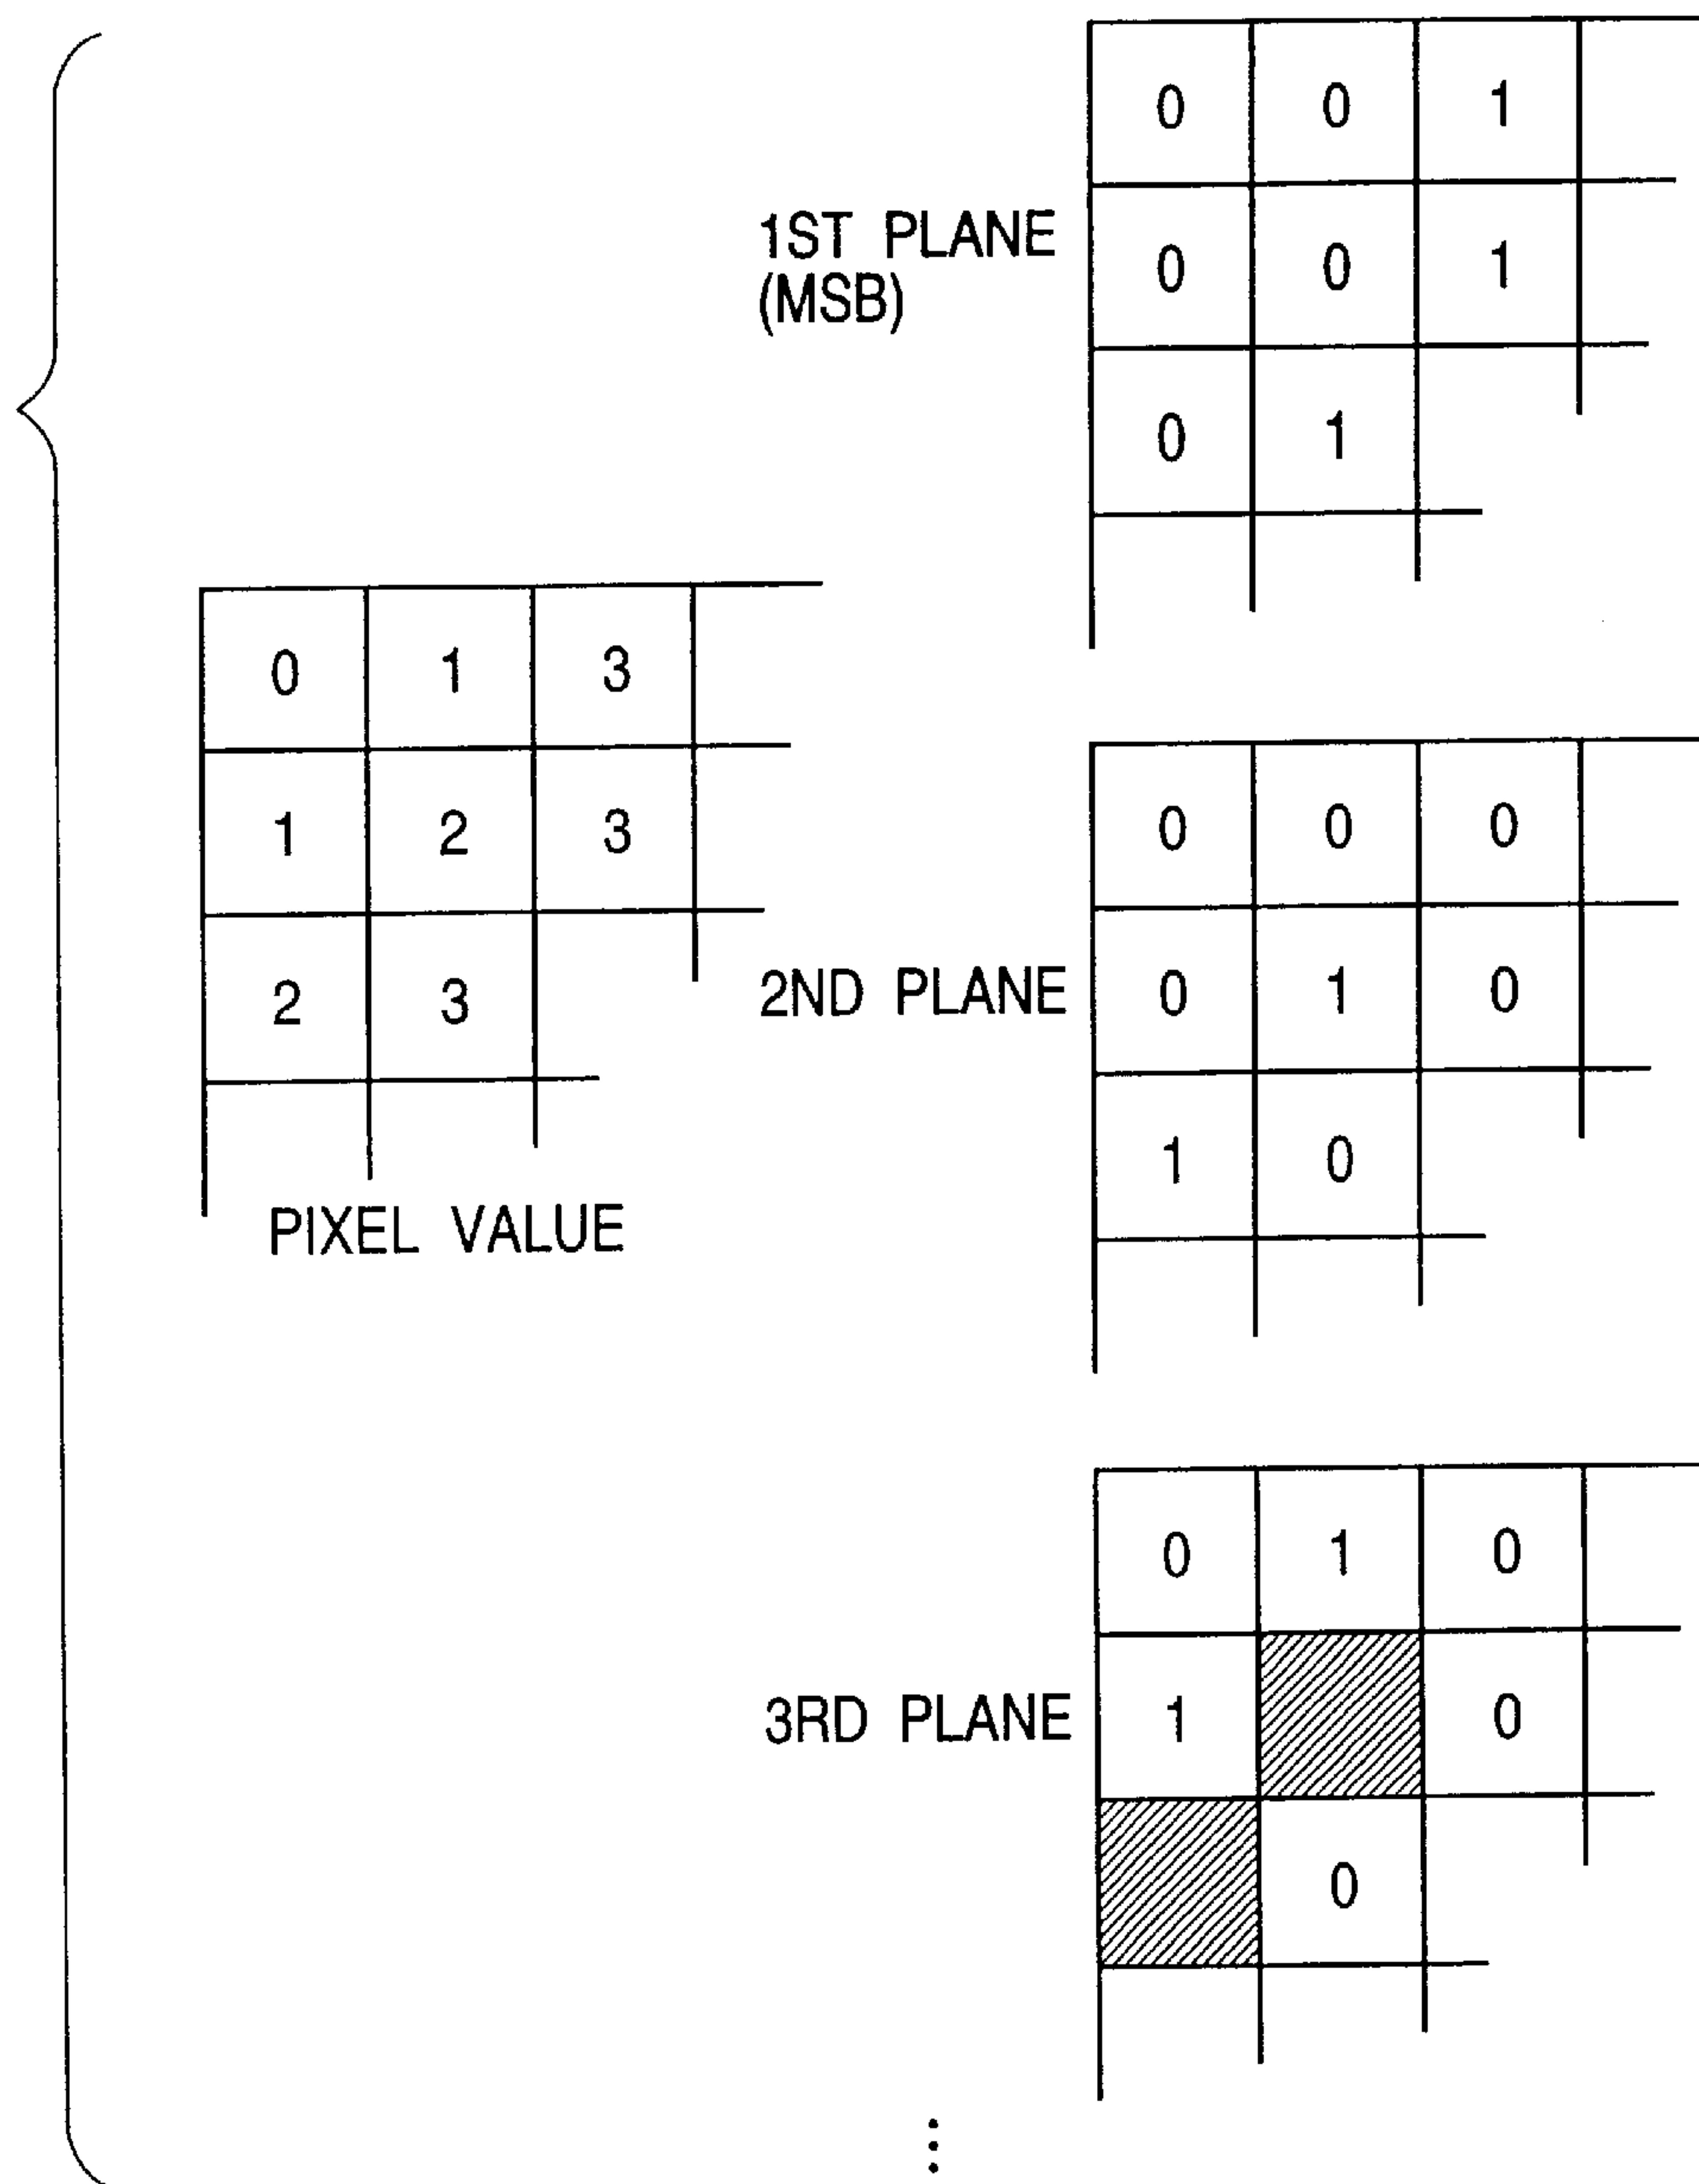 0 0 1
1ST PLANE
(MSB)
0 0 1
0 1
0 1 3
1 2 3
2 3
PIXEL VALUE
0 0 0
2ND PLANE
0 1 0
1 0
0 1 0
3RD PLANE
1 0
0
⋮